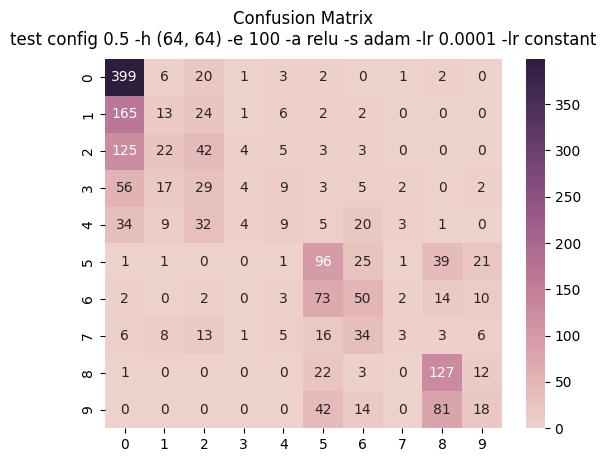 Confusion Matrix
test config 0.5 -h (64, 64) -e 100 -a relu -s adam -lr 0.0001 -lr constant
0 399 6 20 1 3 2 0 1 2 0
1 165 13 24 1 6 2 2 0 0 0
2 125 22 42 4 5 3 3 0 0 0
3 56 17 29 4 9 3 5 2 0 2
4 34 9 32 4 9 5 20 3 1 0
5 1 1 0 0 1 96 25 1 39 21
6 2 0 2 0 3 73 50 2 14 10
7 6 8 13 1 5 16 34 3 3 6
8 1 0 0 0 0 22 3 0 127 12
9 0 0 0 0 0 42 14 0 81 18
0 1 2 3 4 5 6 7 8 9
350
300
250
200
150
100
50
0